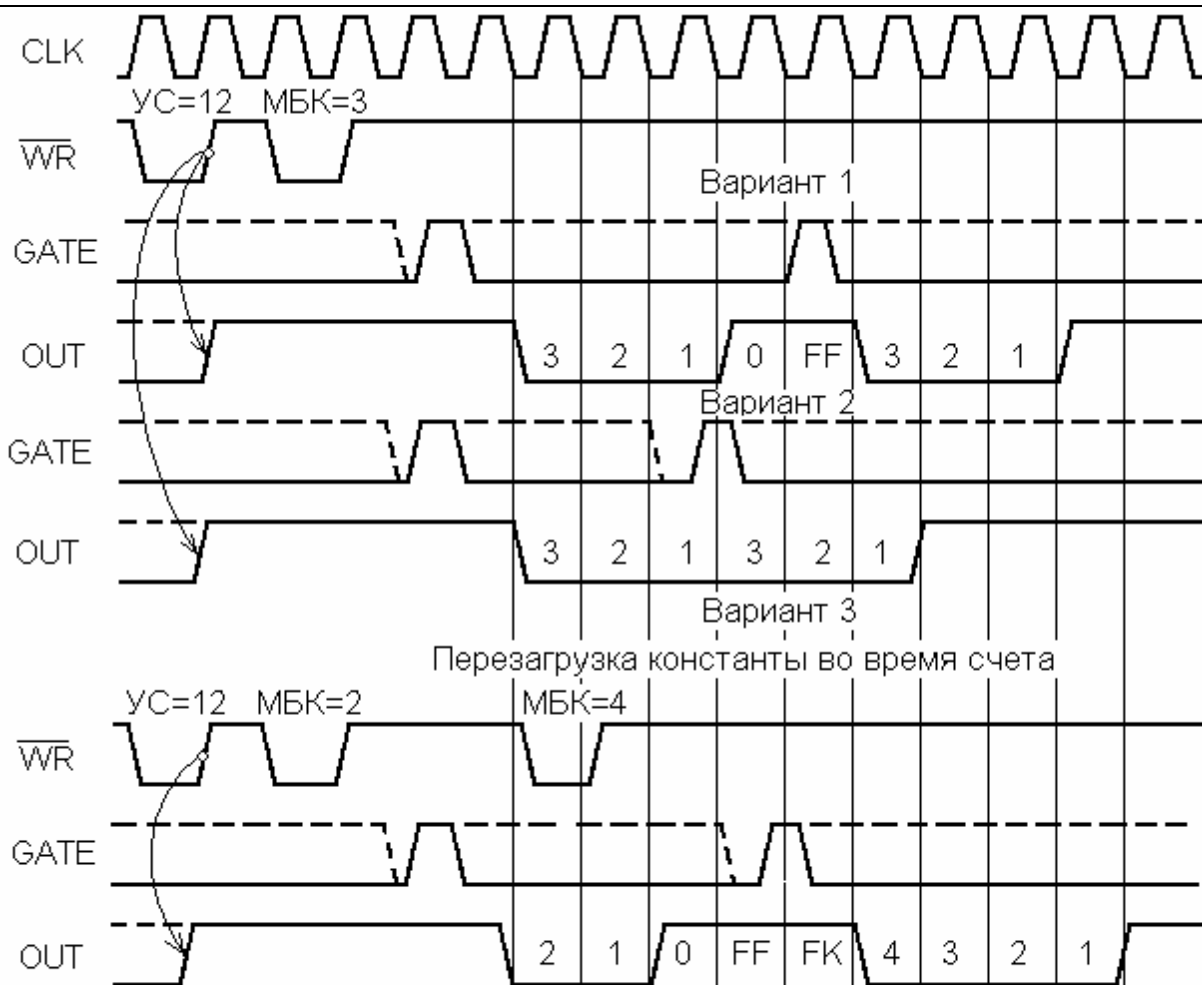 CLK
УС=12 МБК=3
WR
Вариант 1
GATE
OUT 3 2 1 0 FF 3 2 1
Вариант 2
GATE
OUT 3 2 1 3 2 1
Вариант 3
Перезагрузка константы во время счета
УС=12 МБК=2 МБК=4
WR
GATE
OUT 2 1 0 FF FK 4 3 2 1